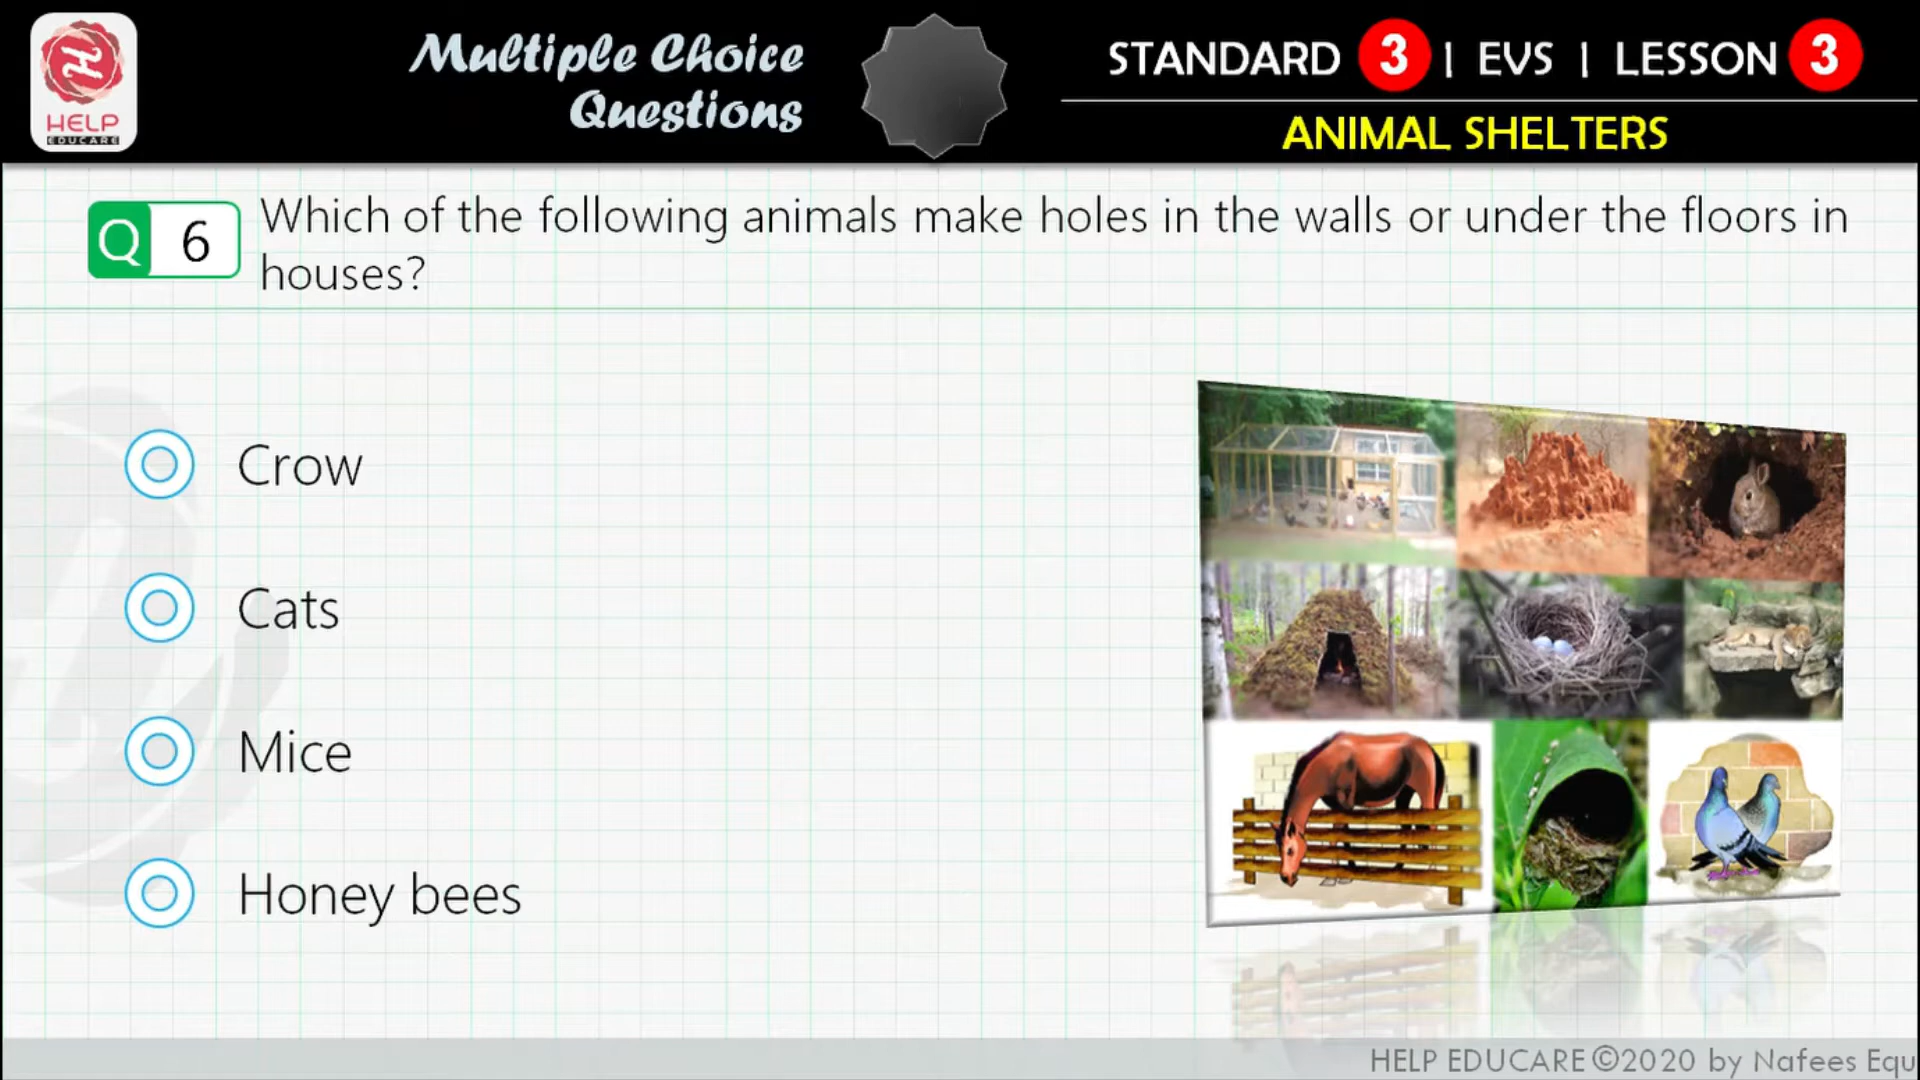 HELP
EDUCARE
Multiple Choice
Questions
STANDARD 3 | EVS | LESSON 3
ANIMAL SHELTERS
Q 6
Which of the following animals make holes in the walls or under the floors in
houses?
Crow
Cats
Mice
Honey bees
HELP EDUCARE ©2020 by Nafees Equ